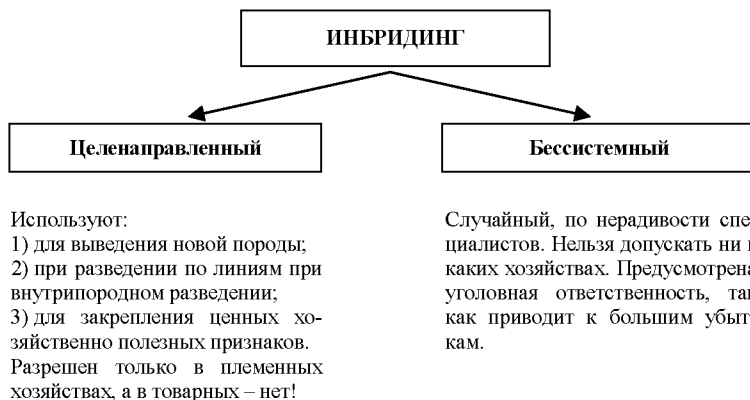 ИНБРИДИНГ
Целенаправленный
Бессистемный
Используют:
1) для выведения новой породы;
2) при разведении по линиям при
внутрипородном разведении;
3) для закрепления ценных хо-
зяйственно полезных признаков.
Разрешен только в племенных
хозяйствах, а в товарных – нет!
Случайный, по нерадивости спе
циалистов. Нельзя допускать ни
каких хозяйствах. Предусмотрена
уголовная ответственность, так
как приводит к большим убыт
кам.